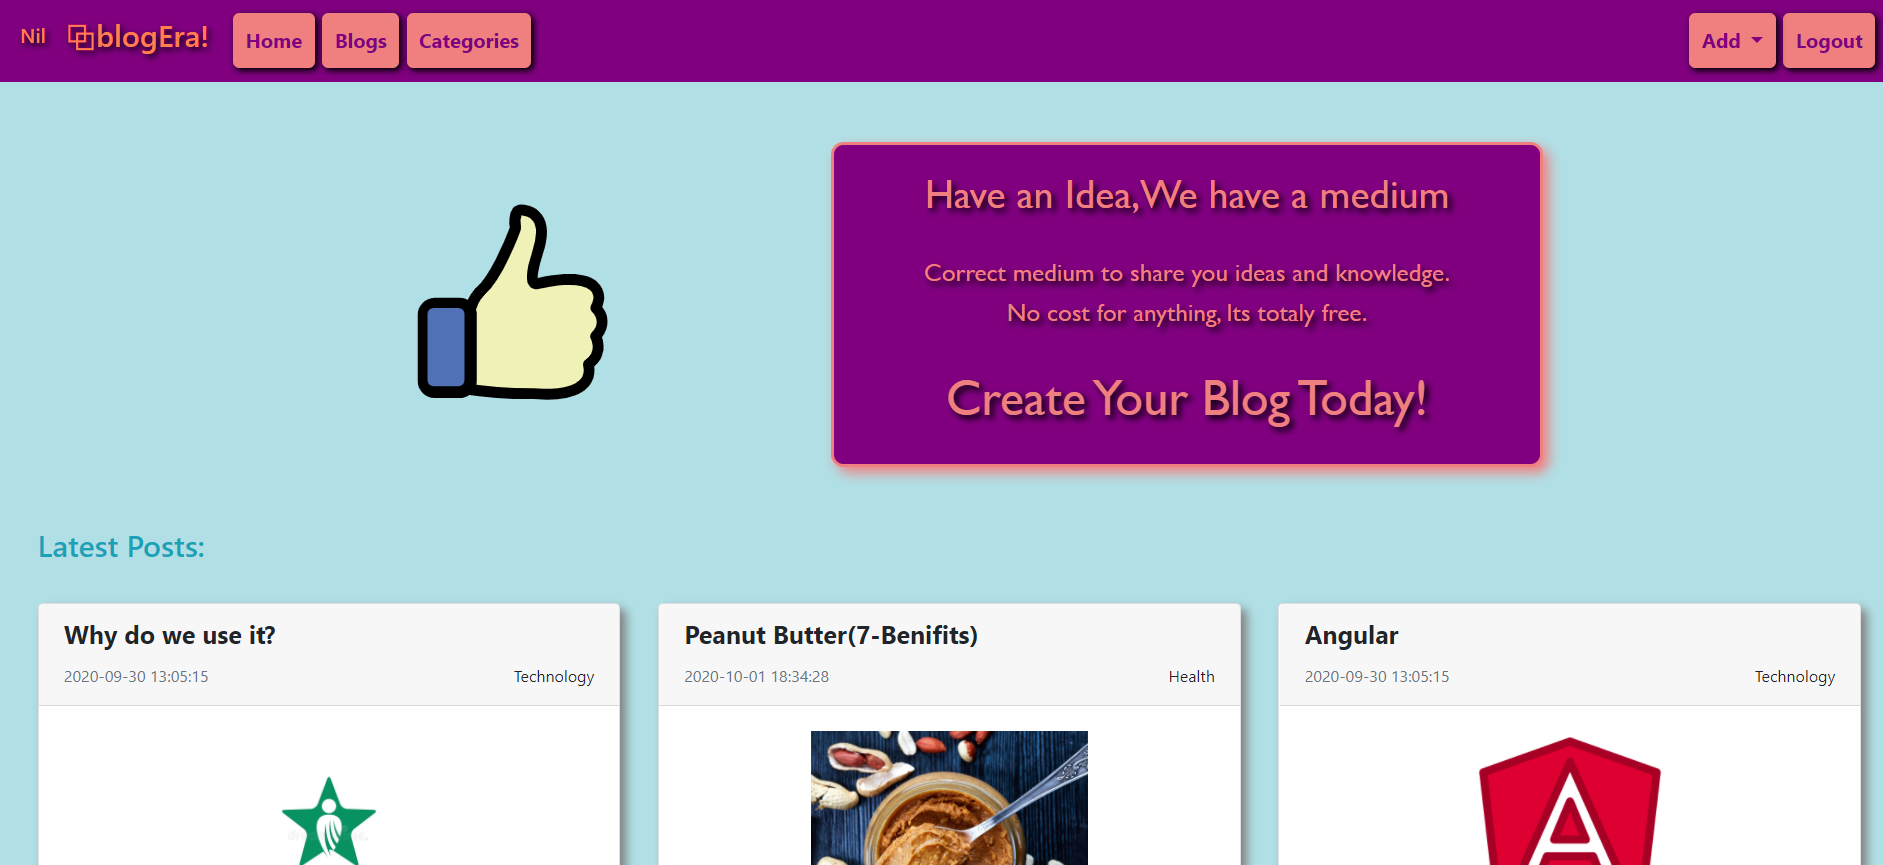 Nil blogEra! Home Blogs Categories Add Logout
Have an Idea,We have a medium
Correct medium to share you ideas and knowledge.
No cost for anything, Its totaly free.
Create Your Blog Today!
Latest Posts:
Why do we use it?
2020-09-30 13:05:15 Technology
Peanut Butter(7-Benifits)
2020-10-01 18:34:28 Health
Angular
2020-09-30 13:05:15 Technology